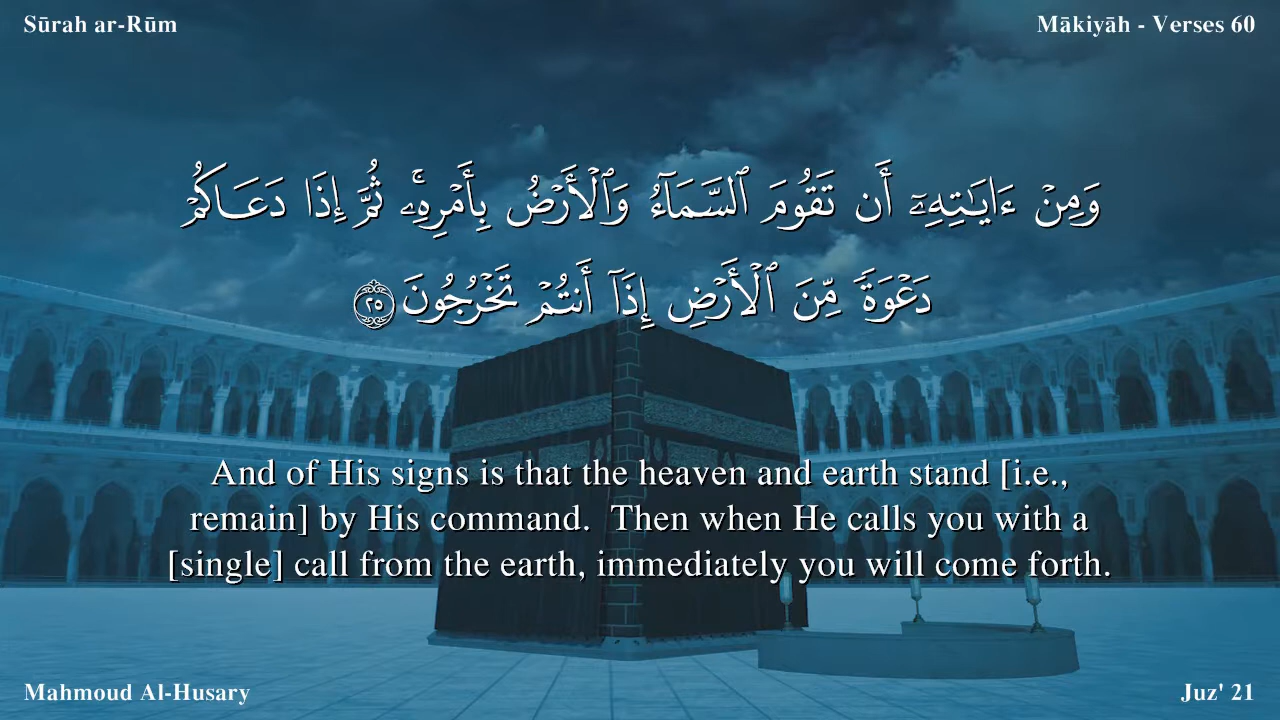 Sūrah ar-Rūm
Mākiyāh - Verses 60
وَمِنْ ءَايَـٰتِهِۦٓ أَن تَقُومَ ٱلسَّمَآءُ وَٱلْأَرْضُ بِأَمْرِهِۦ ۚ ثُمَّ إِذَا دَعَاكُمْ
دَعْوَةً مِّنَ ٱلْأَرْضِ إِذَآ أَنتُمْ تَخْرُجُونَ ٢٥
And of His signs is that the heaven and earth stand [i.e.,
remain] by His command.  Then when He calls you with a
[single] call from the earth, immediately you will come forth.
Mahmoud Al-Husary
Juz' 21